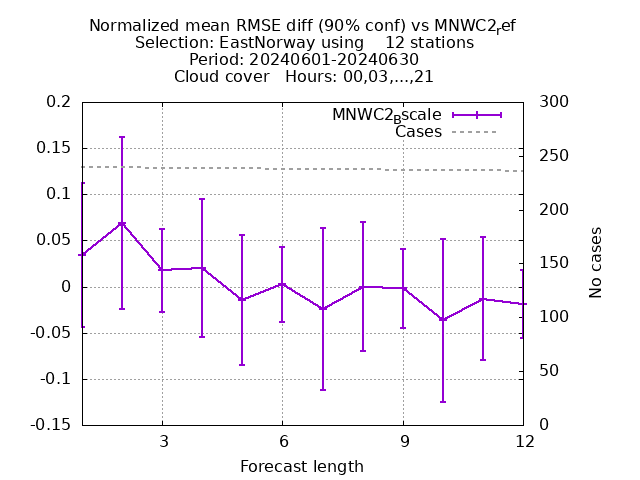 Normalized mean RMSE diff (90% conf) vs MNWC2ref
Selection: EastNorway using    12 stations
Period: 20240601-20240630
Cloud cover   Hours: 00,03,...,21
MNWC2Bscale
Cases
0.2
0.15
0.1
0.05
0
-0.05
-0.1
-0.15
300
250
200
150
100
50
0
No cases
3
6
9
12
Forecast length